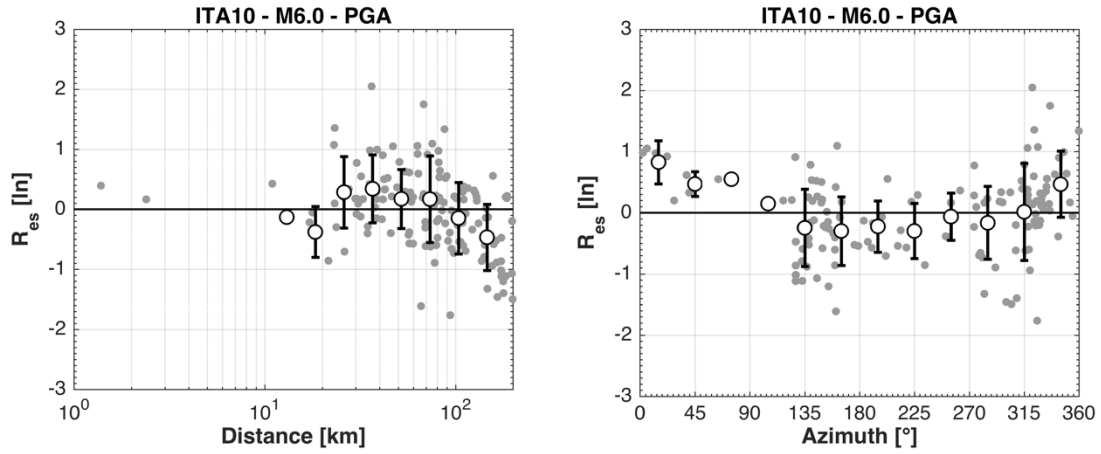 ITA10 - M6.0 - PGA
3
2
1
0
-1
-2
-3
R_es [ln]
10^0 10^1 10^2
Distance [km]
ITA10 - M6.0 - PGA
3
2
1
0
-1
-2
-3
R_es [ln]
0 45 90 135 180 225 270 315 360
Azimuth [°]